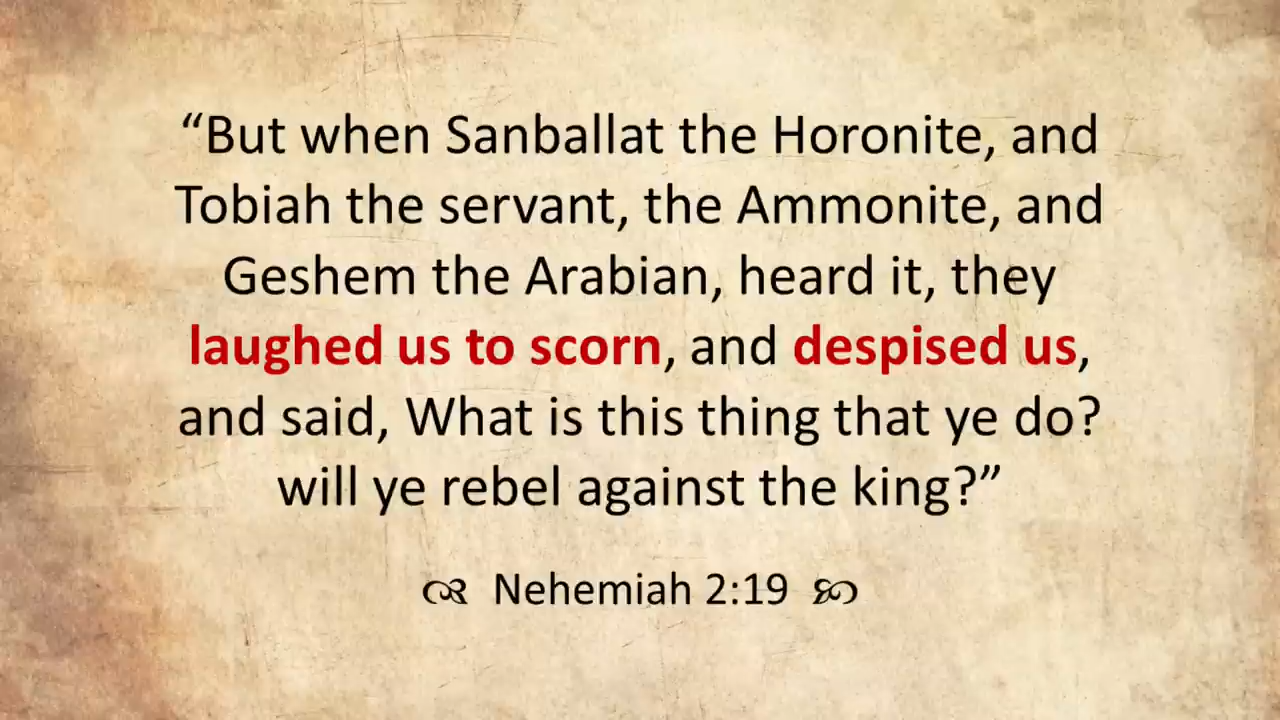 “But when Sanballat the Horonite, and
Tobiah the servant, the Ammonite, and
Geshem the Arabian, heard it, they
laughed us to scorn, and despised us,
and said, What is this thing that ye do?
will ye rebel against the king?”
Nehemiah 2:19